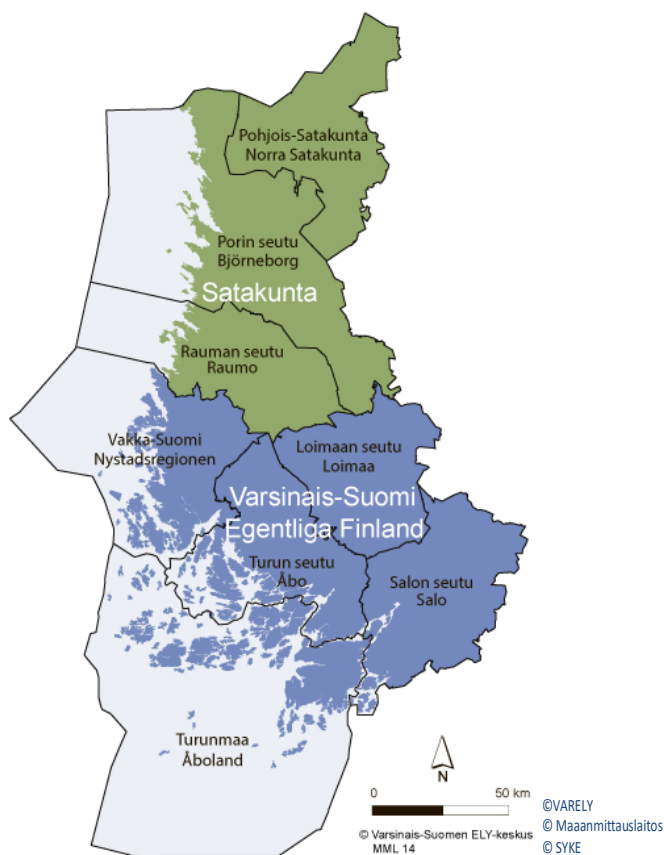 Pohjois-Satakunta
Norra Satakunta
Porin seutu
Björneborg
Satakunta
Rauman seutu
Raumo
Vakka-Suomi
Nystadsregionen
Loimaan seutu
Loimaa
Varsinais-Suomi
Egentliga Finland
Turun seutu
Åbo
Salon seutu
Salo
Turunmaa
Åboland
N
0 50 km
© Varsinais-Suomen ELY-keskus
MML 14
©VARELY
© Maaanmittauslaitos
© SYKE